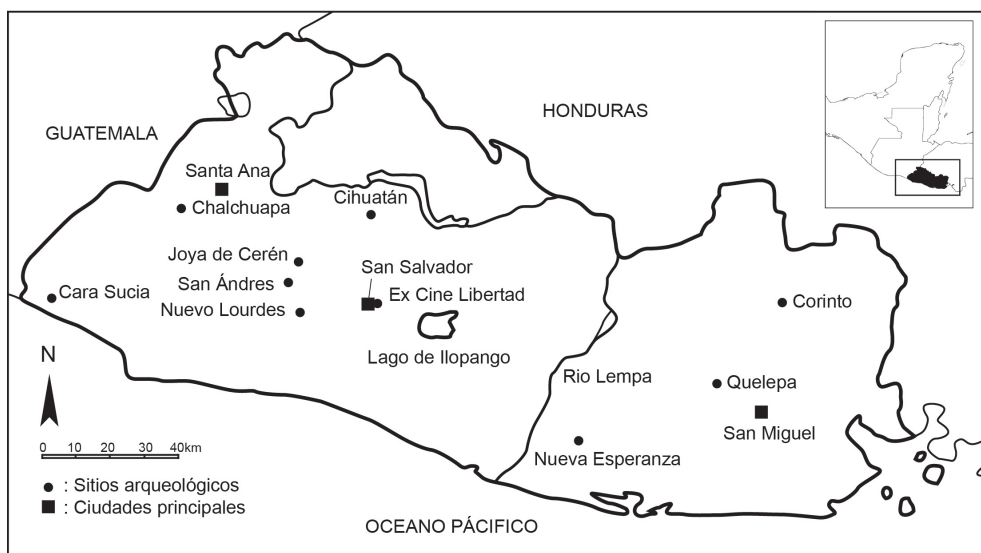 HONDURAS
GUATEMALA
Santa Ana
Chalchuapa
Cihuatán
Joya de Cerén
San Salvador
San Ándres
Cara Sucia
Ex Cine Libertad
Corinto
Nuevo Lourdes
N
Lago de Ilopango
Rio Lempa
Quelepa
San Miguel
0 10 20 30 40km
Nueva Esperanza
: Sitios arqueológicos
: Ciudades principales
OCEANO PÁCIFICO